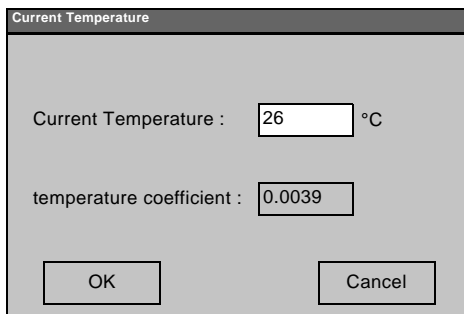 Current Temperature
Current Temperature : 26 °C
temperature coefficient : 0.0039
OK Cancel